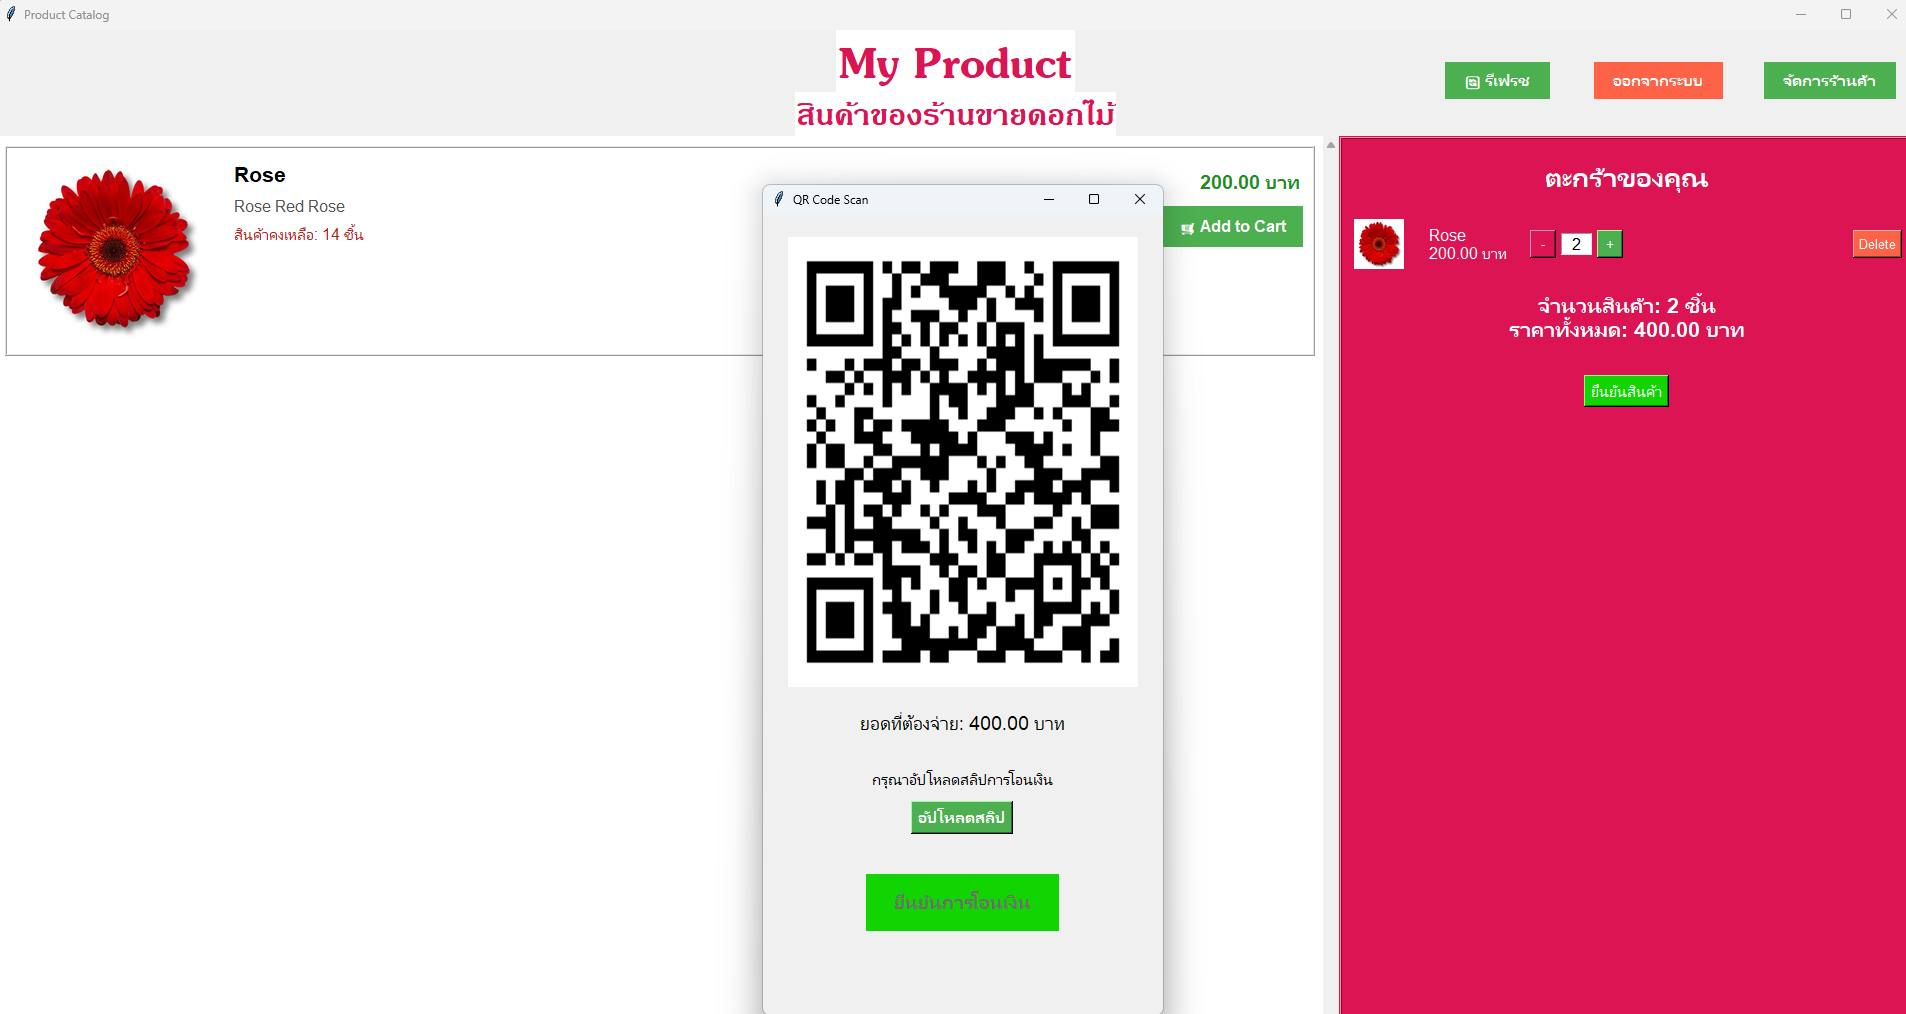 Product Catalog
My Product
สินค้าของร้านขายดอกไม้
รีเฟรช
ออกจากระบบ
จัดการร้านค้า
Rose
Rose Red Rose
สินค้าคงเหลือ: 14 ชิ้น
200.00 บาท
Add to Cart
QR Code Scan
ยอดที่ต้องจ่าย: 400.00 บาท
กรุณาอัปโหลดสลิปการโอนเงิน
อัปโหลดสลิป
ยืนยันการโอนเงิน
ตะกร้าของคุณ
Rose
200.00 บาท
- 2 +
Delete
จำนวนสินค้า: 2 ชิ้น
ราคาทั้งหมด: 400.00 บาท
ยืนยันสินค้า